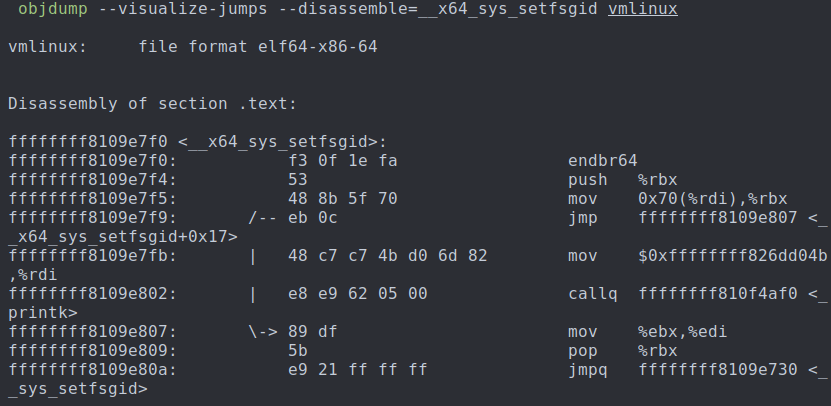 objdump --visualize-jumps --disassemble=__x64_sys_setfsgid vmlinux
vmlinux:     file format elf64-x86-64
Disassembly of section .text:
ffffffff8109e7f0 <__x64_sys_setfsgid>:
ffffffff8109e7f0:            f3 0f 1e fa             endbr64
ffffffff8109e7f4:            53                      push   %rbx
ffffffff8109e7f5:            48 8b 5f 70             mov    0x70(%rdi),%rbx
ffffffff8109e7f9:        /-- eb 0c                   jmp    ffffffff8109e807 <_
_x64_sys_setfsgid+0x17>
ffffffff8109e7fb:        |   48 c7 c7 4b d0 6d 82    mov    $0xffffffff826dd04b
,%rdi
ffffffff8109e802:        |   e8 e9 62 05 00          callq  ffffffff810f4af0 <_
printk>
ffffffff8109e807:        \-> 89 df                   mov    %ebx,%edi
ffffffff8109e809:            5b                      pop    %rbx
ffffffff8109e80a:            e9 21 ff ff ff          jmpq   ffffffff8109e730 <_
_sys_setfsgid>